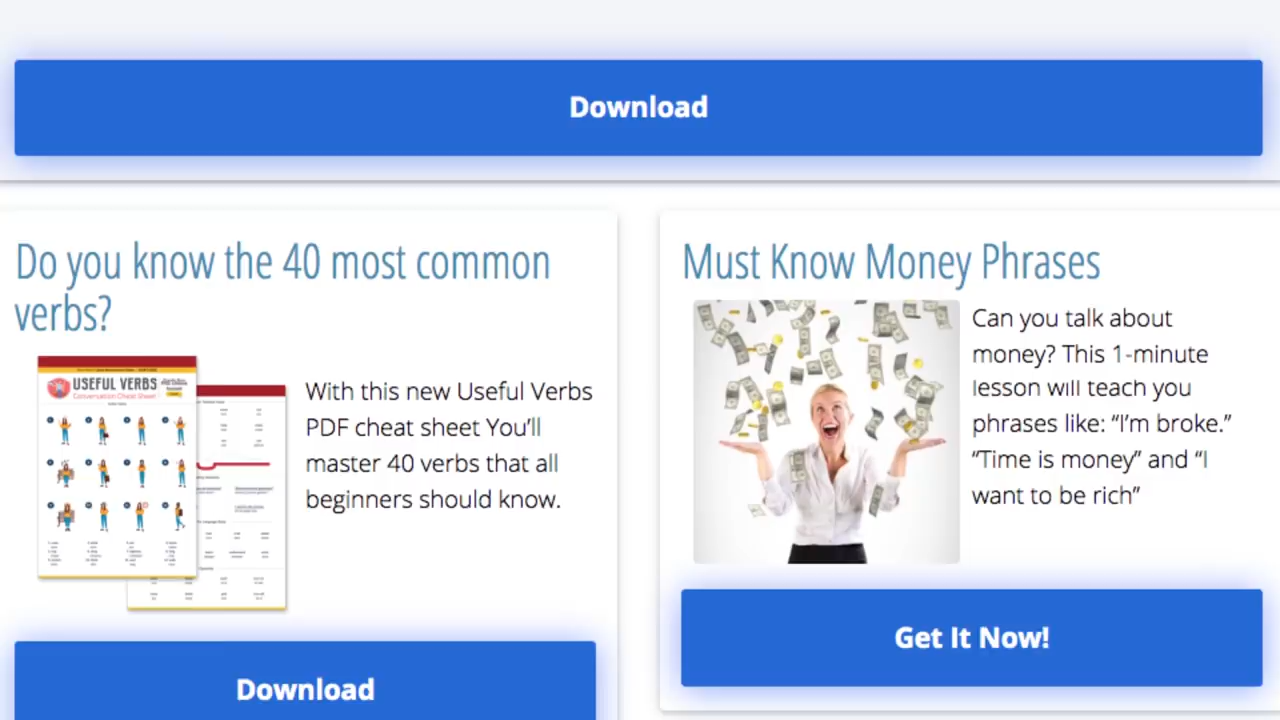 Download
Do you know the 40 most common
verbs?
USEFUL VERBS
Conversation Cheat Sheet
With this new Useful Verbs
PDF cheat sheet You’ll
master 40 verbs that all
beginners should know.
Download
Must Know Money Phrases
Can you talk about
money? This 1-minute
lesson will teach you
phrases like: “I’m broke.”
“Time is money” and “I
want to be rich”
Get It Now!